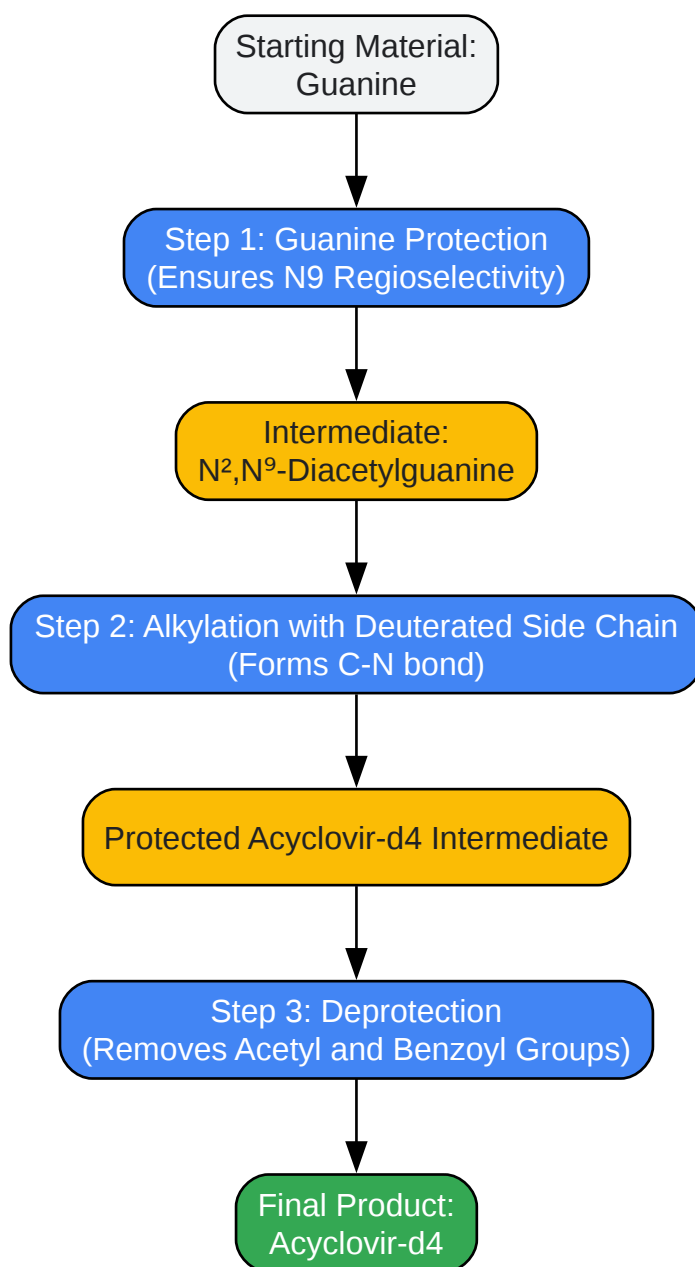 Starting Material:
Guanine
Step 1: Guanine Protection
(Ensures N9 Regioselectivity)
Intermediate:
N²,N⁹-Diacetylguanine
Step 2: Alkylation with Deuterated Side Chain
(Forms C-N bond)
Protected Acyclovir-d4 Intermediate
Step 3: Deprotection
(Removes Acetyl and Benzoyl Groups)
Final Product:
Acyclovir-d4